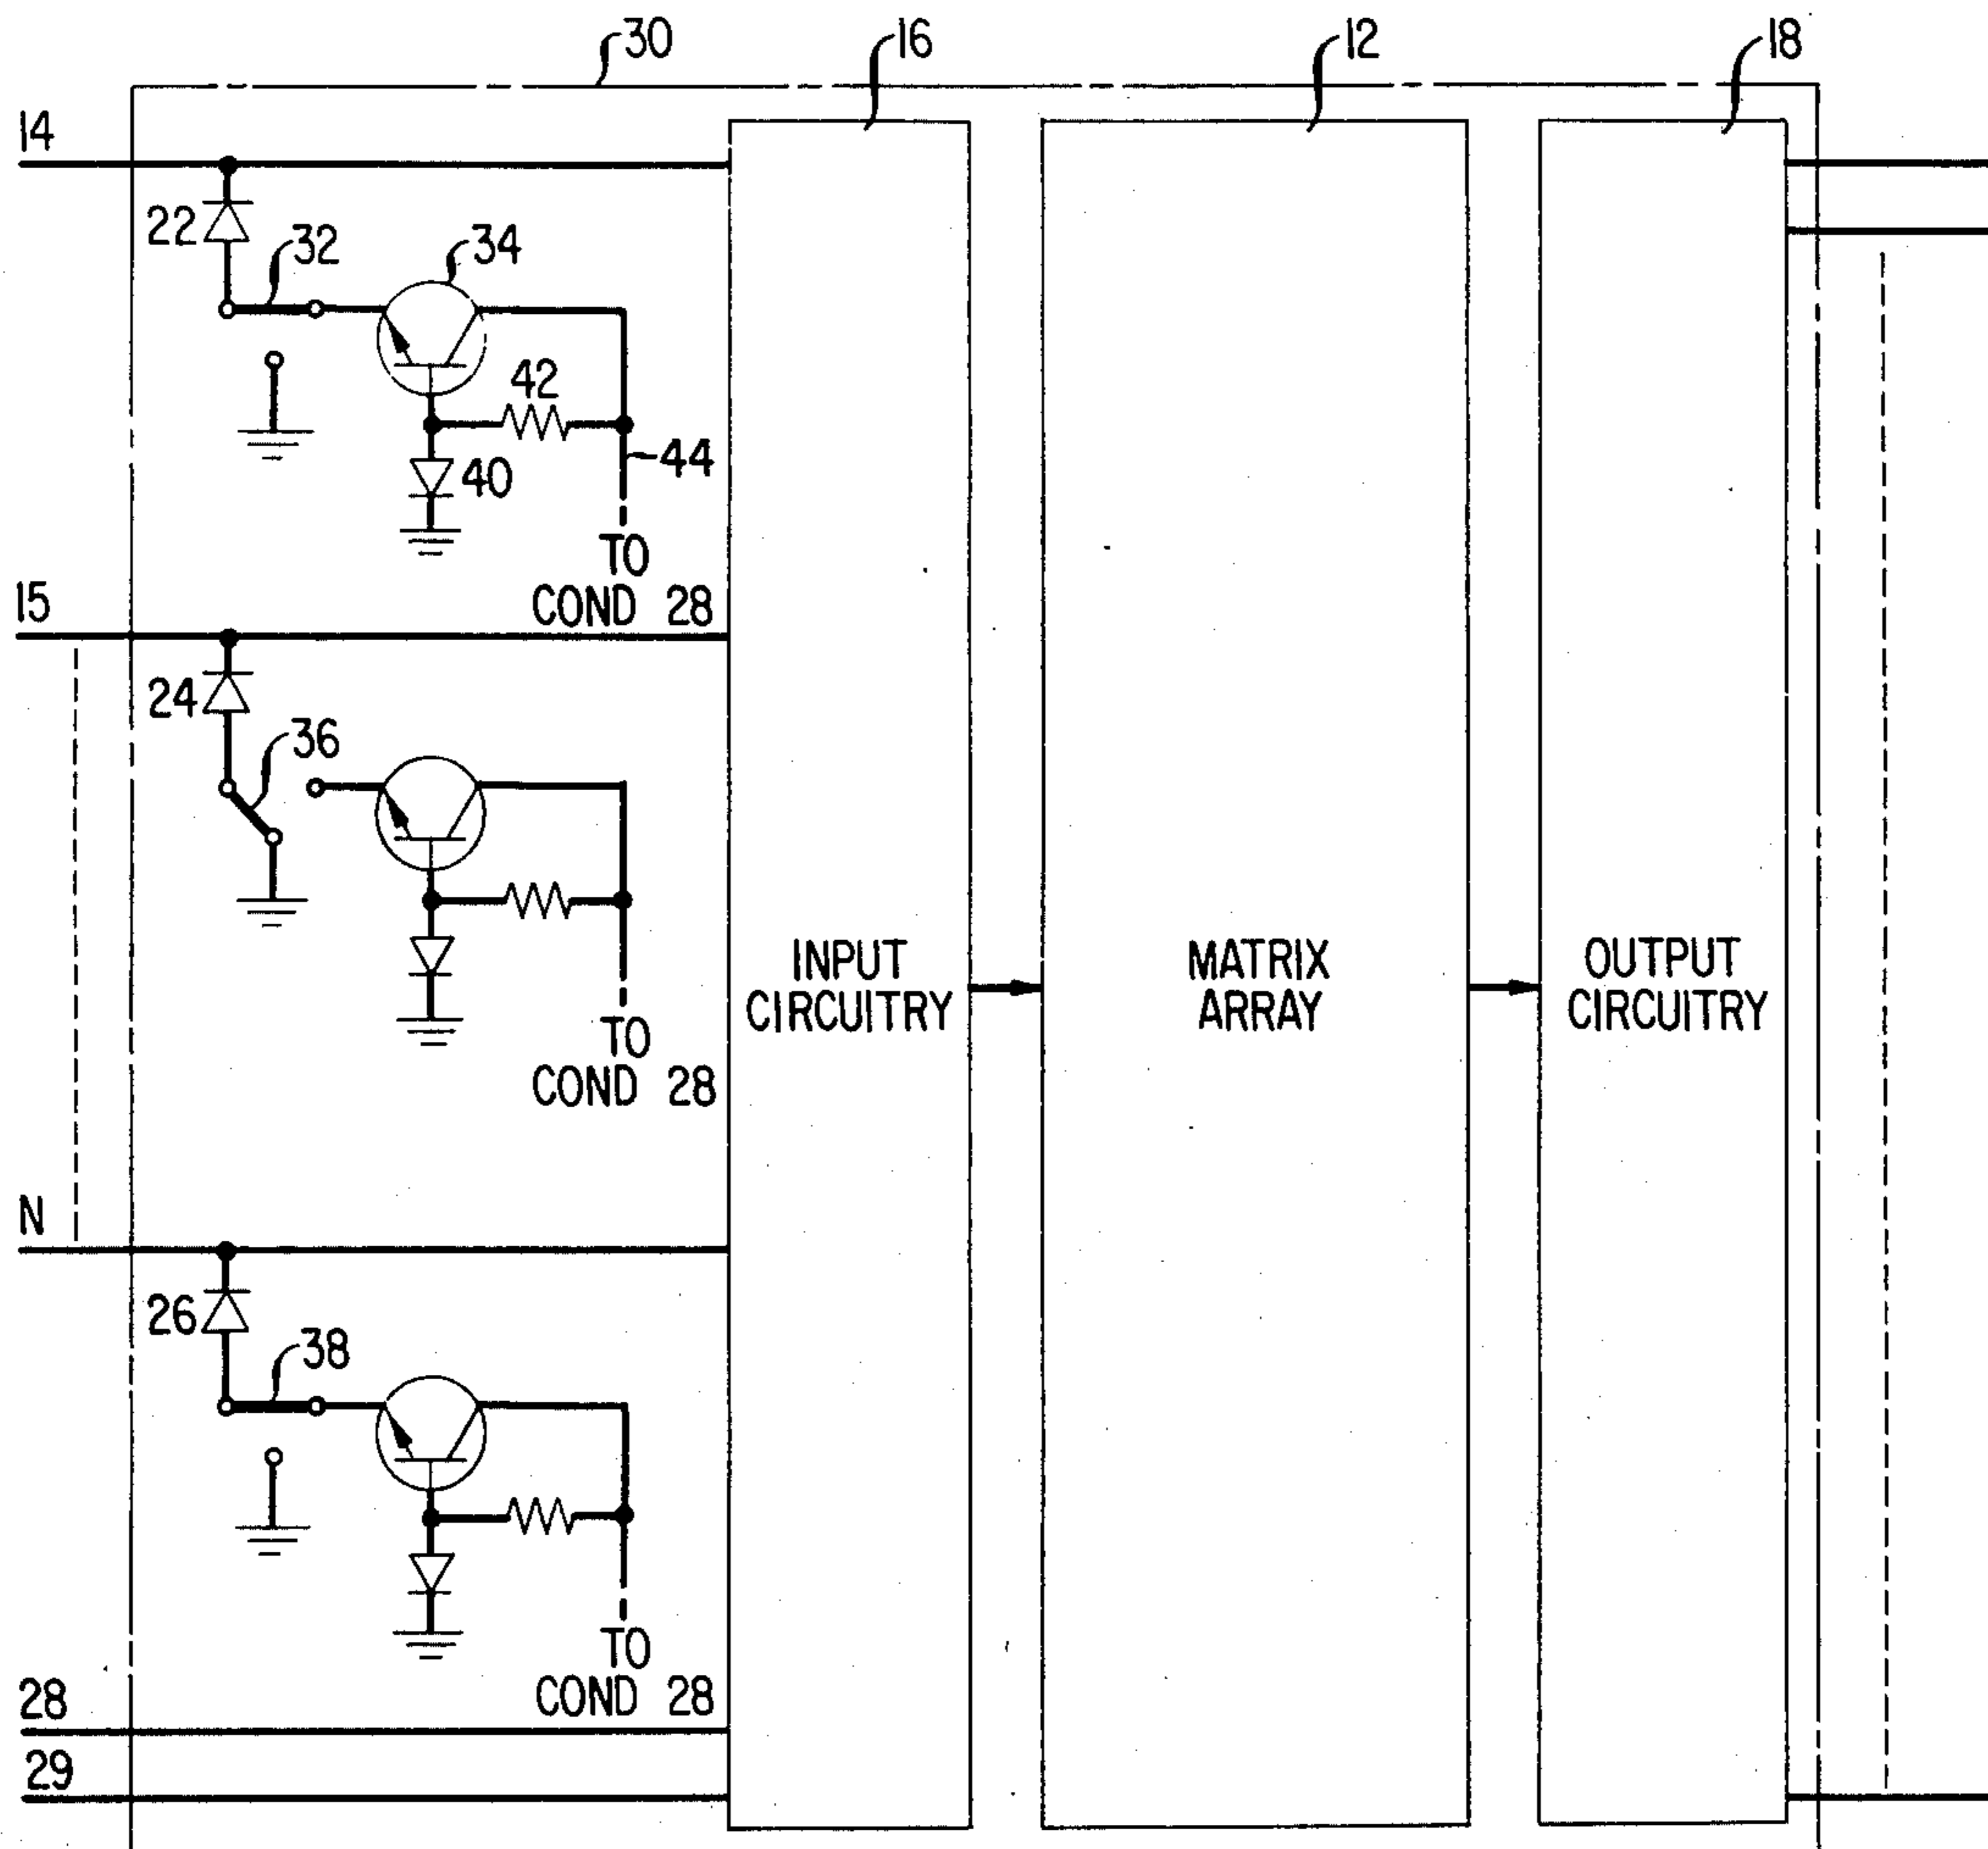 30
16
12
18
14
22
32
34
42
40
44
TO
COND 28
15
24
36
TO
COND 28
INPUT
CIRCUITRY
MATRIX
ARRAY
OUTPUT
CIRCUITRY
N
26
38
TO
COND 28
28
29